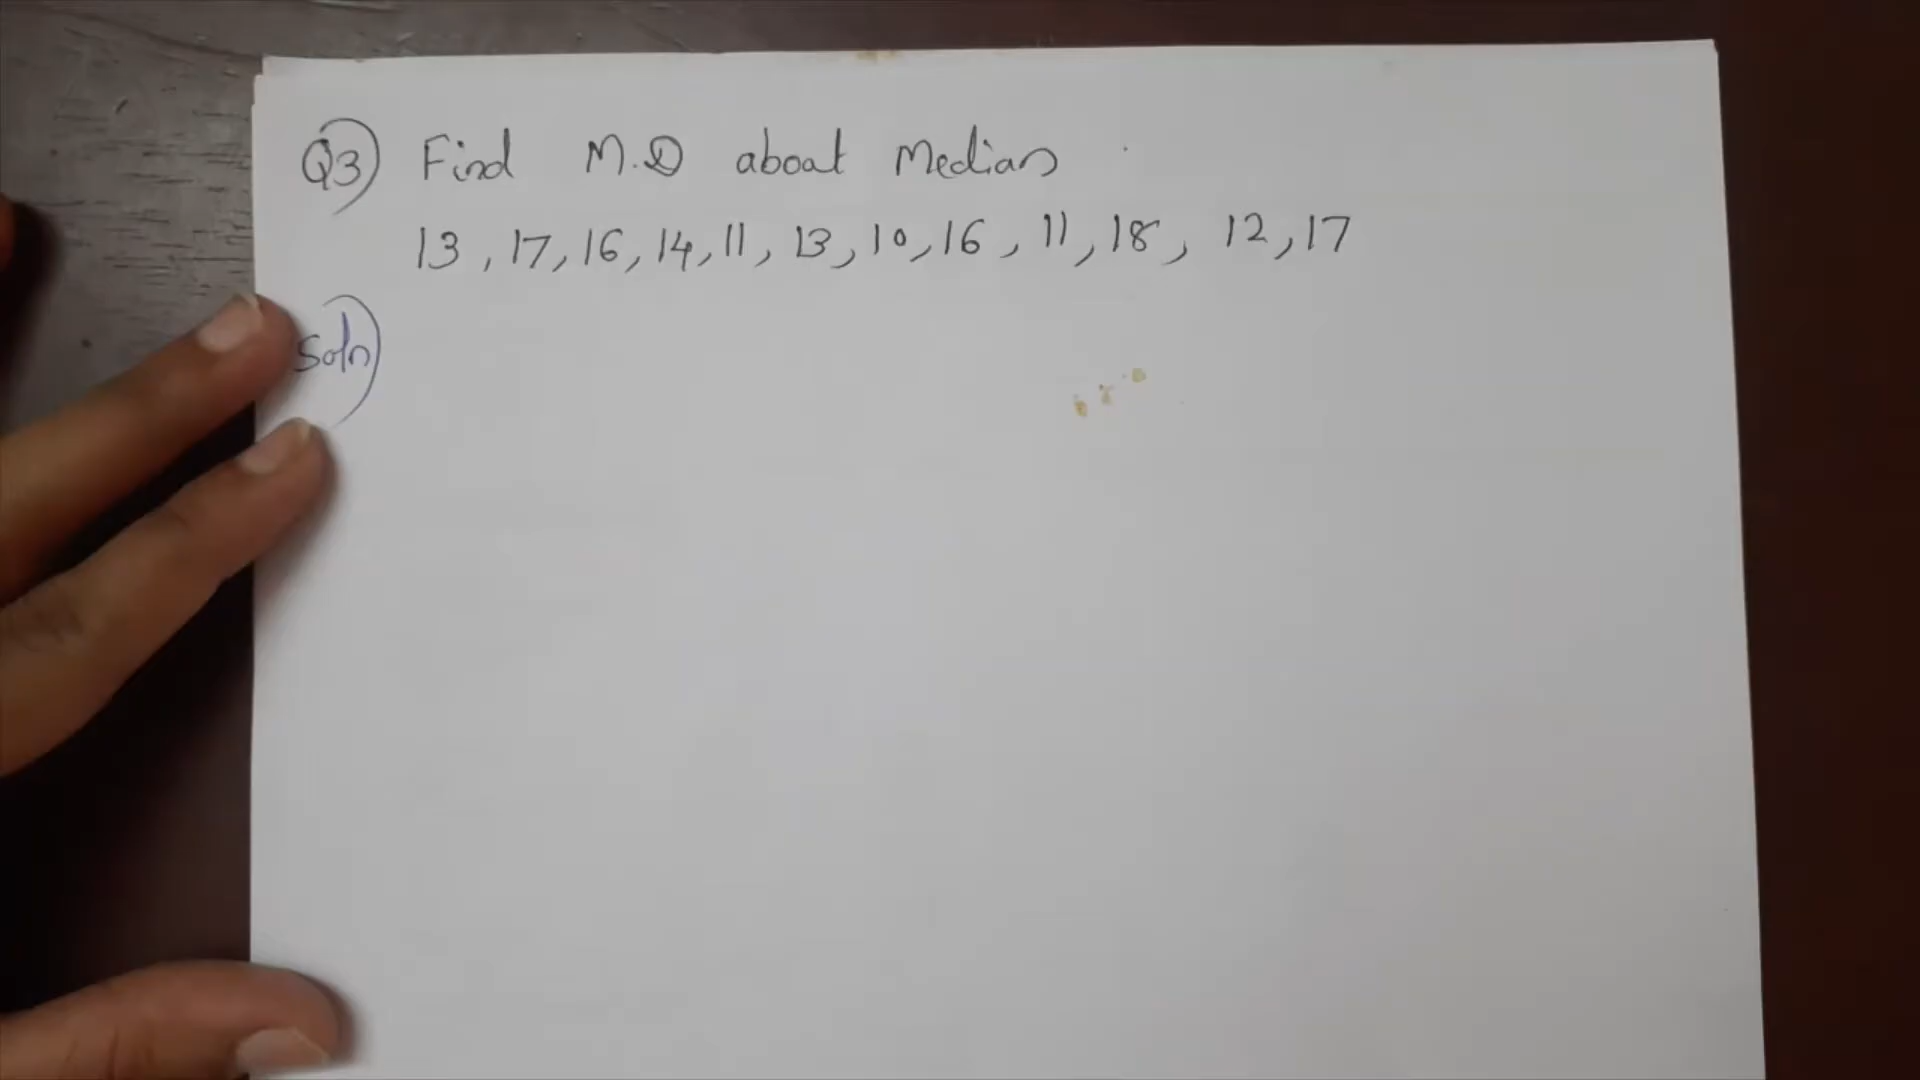 Q3) Find M.D about Median
13, 17, 16, 14, 11, 13, 10, 16, 11, 18, 12, 17
Soln)